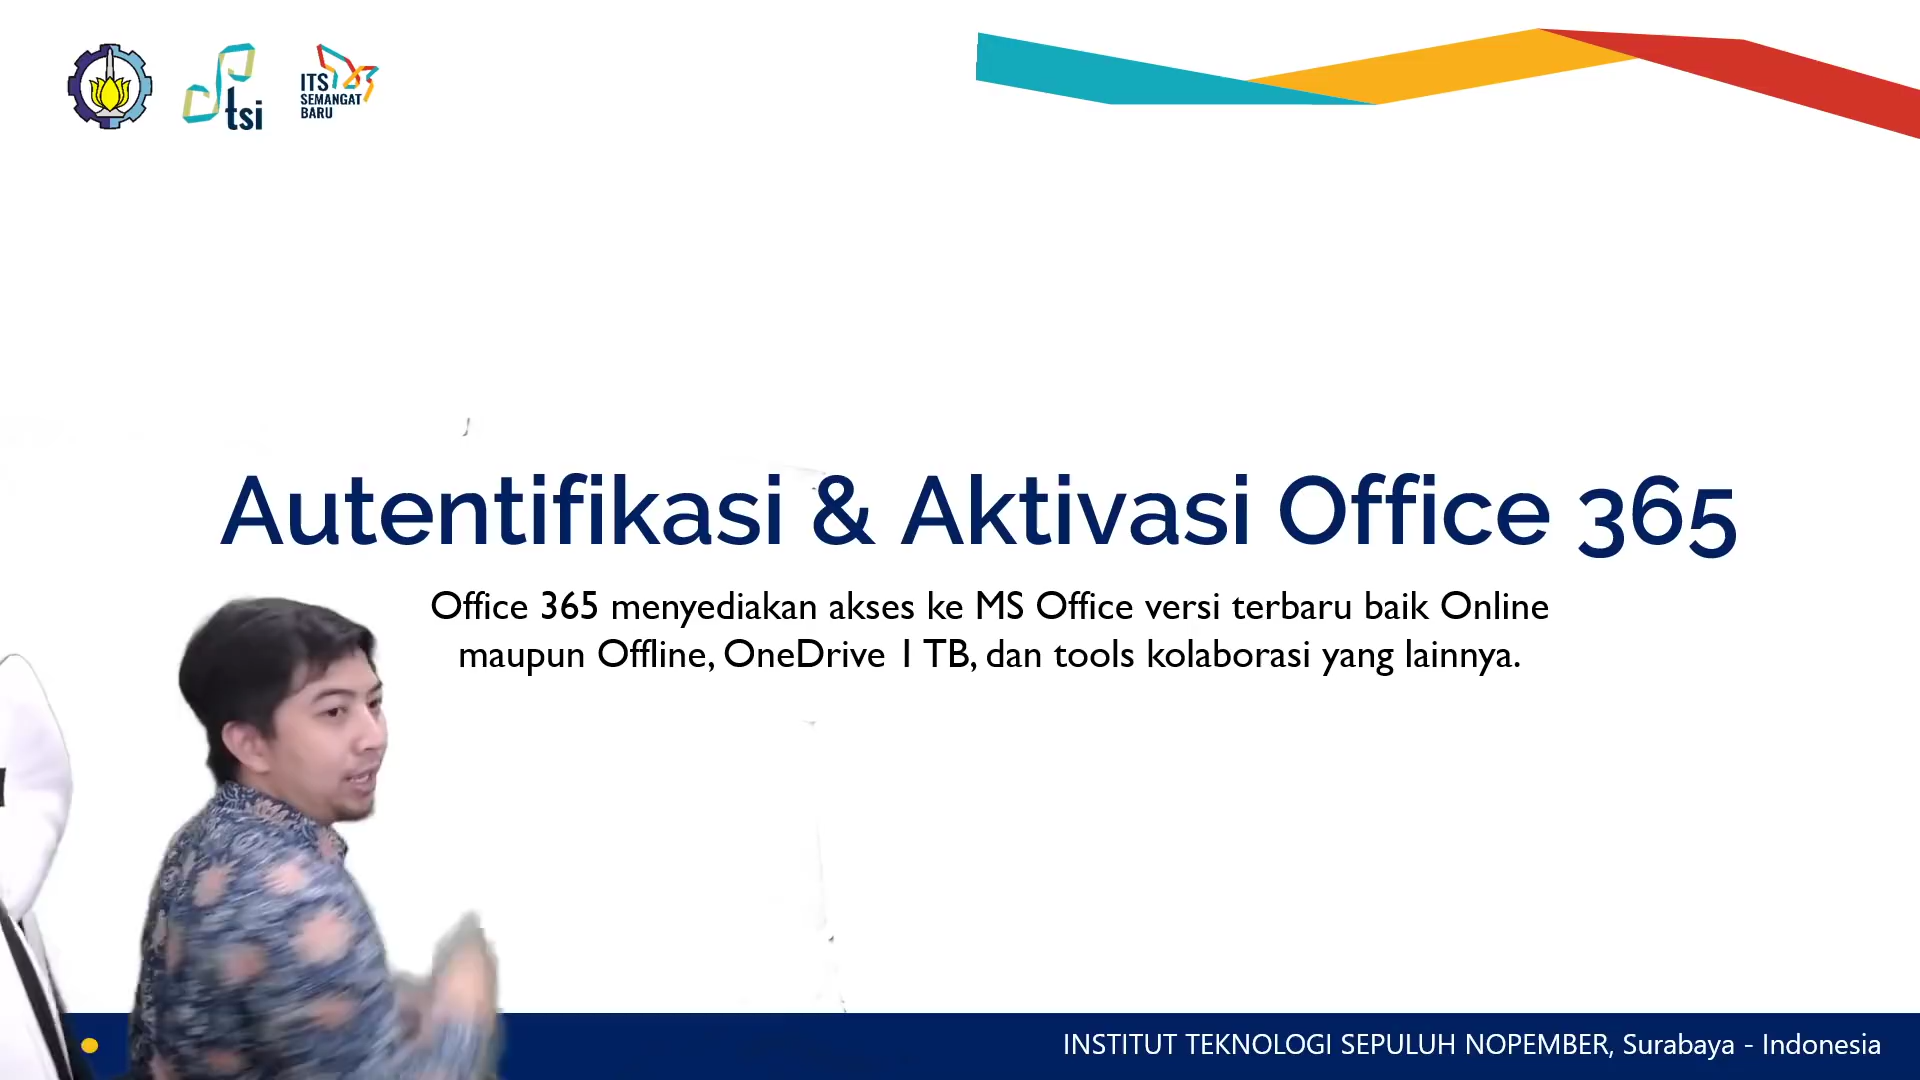 tsi
ITS
SEMANGAT
BARU
Autentifikasi & Aktivasi Office 365
Office 365 menyediakan akses ke MS Office versi terbaru baik Online
maupun Offline, OneDrive 1 TB, dan tools kolaborasi yang lainnya.
INSTITUT TEKNOLOGI SEPULUH NOPEMBER, Surabaya - Indonesia